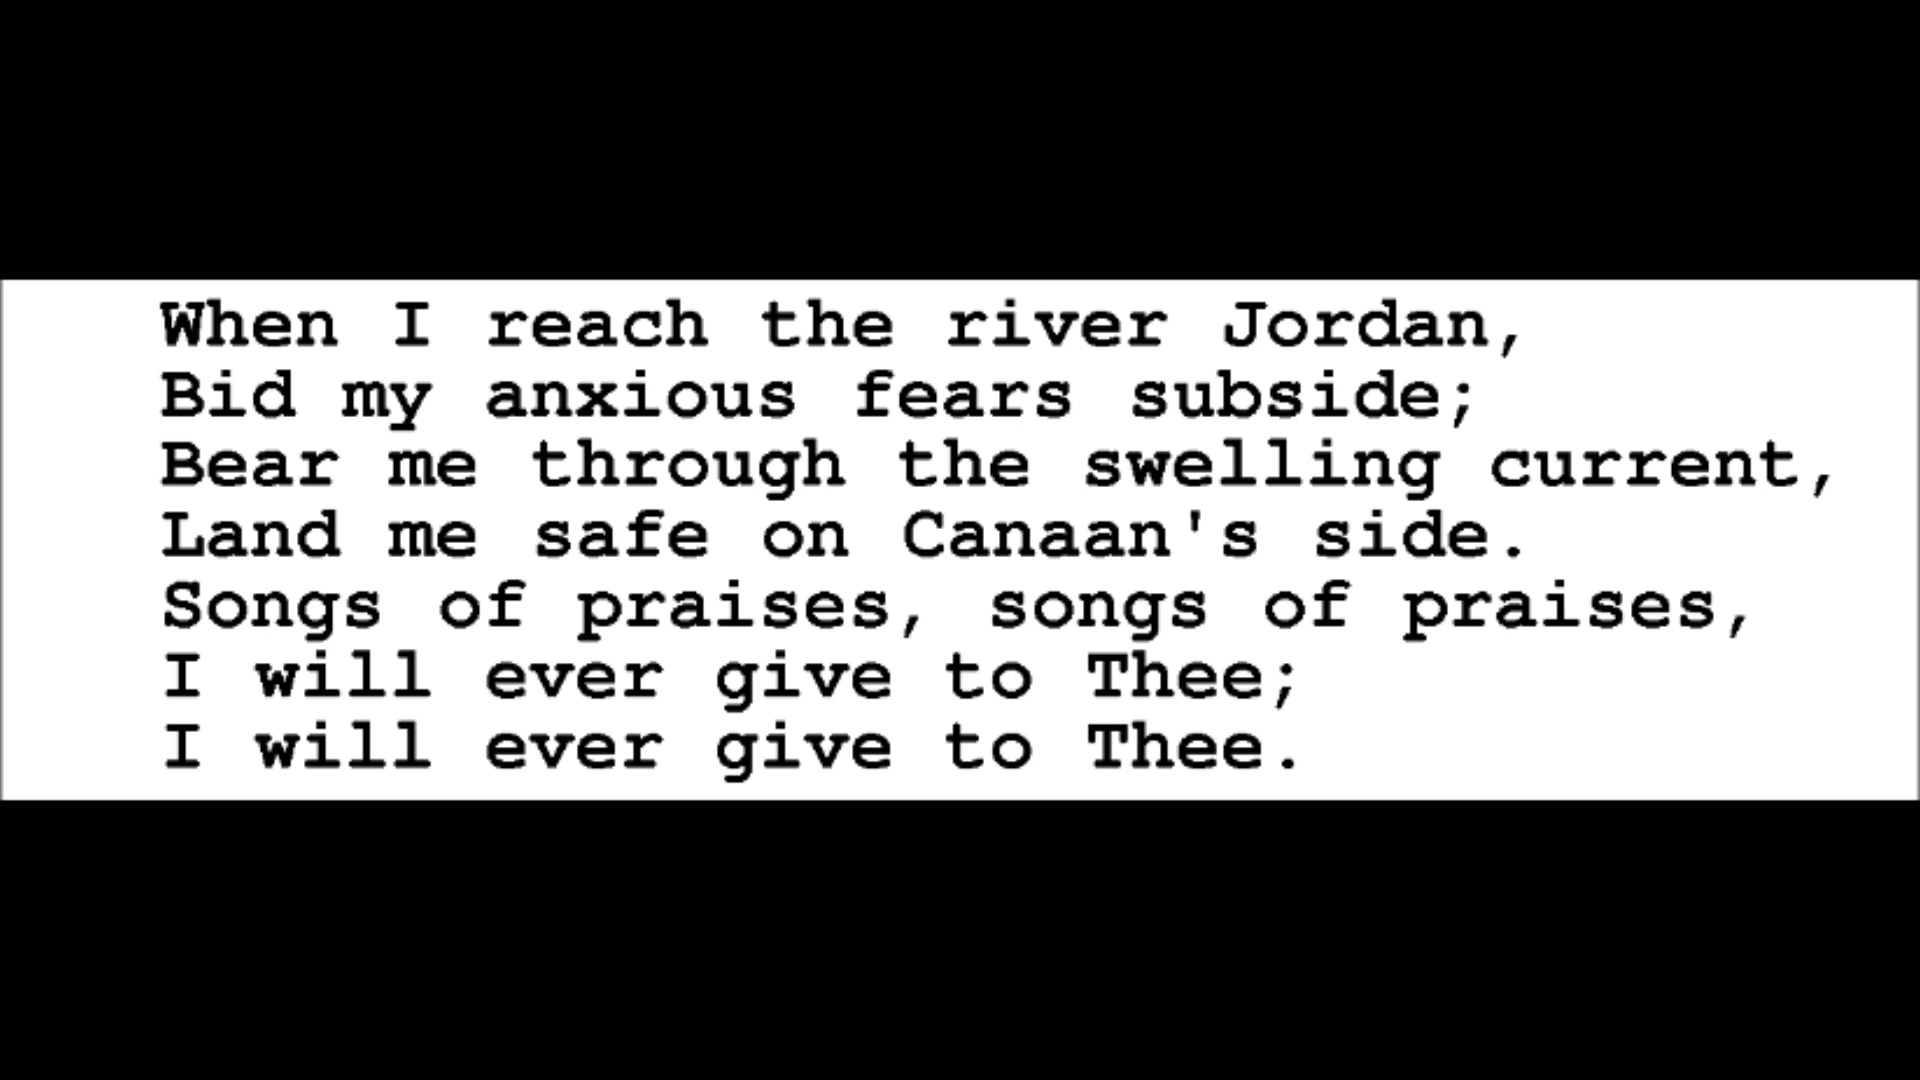 When I reach the river Jordan,
Bid my anxious fears subside;
Bear me through the swelling current,
Land me safe on Canaan's side.
Songs of praises, songs of praises,
I will ever give to Thee;
I will ever give to Thee.